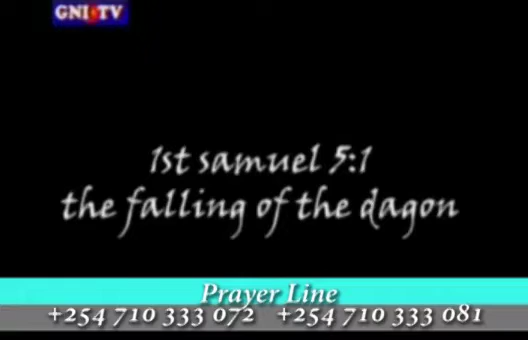 GNI TV
1st samuel 5:1
the falling of the dagon
Prayer Line
+254 710 333 072 +254 710 333 081